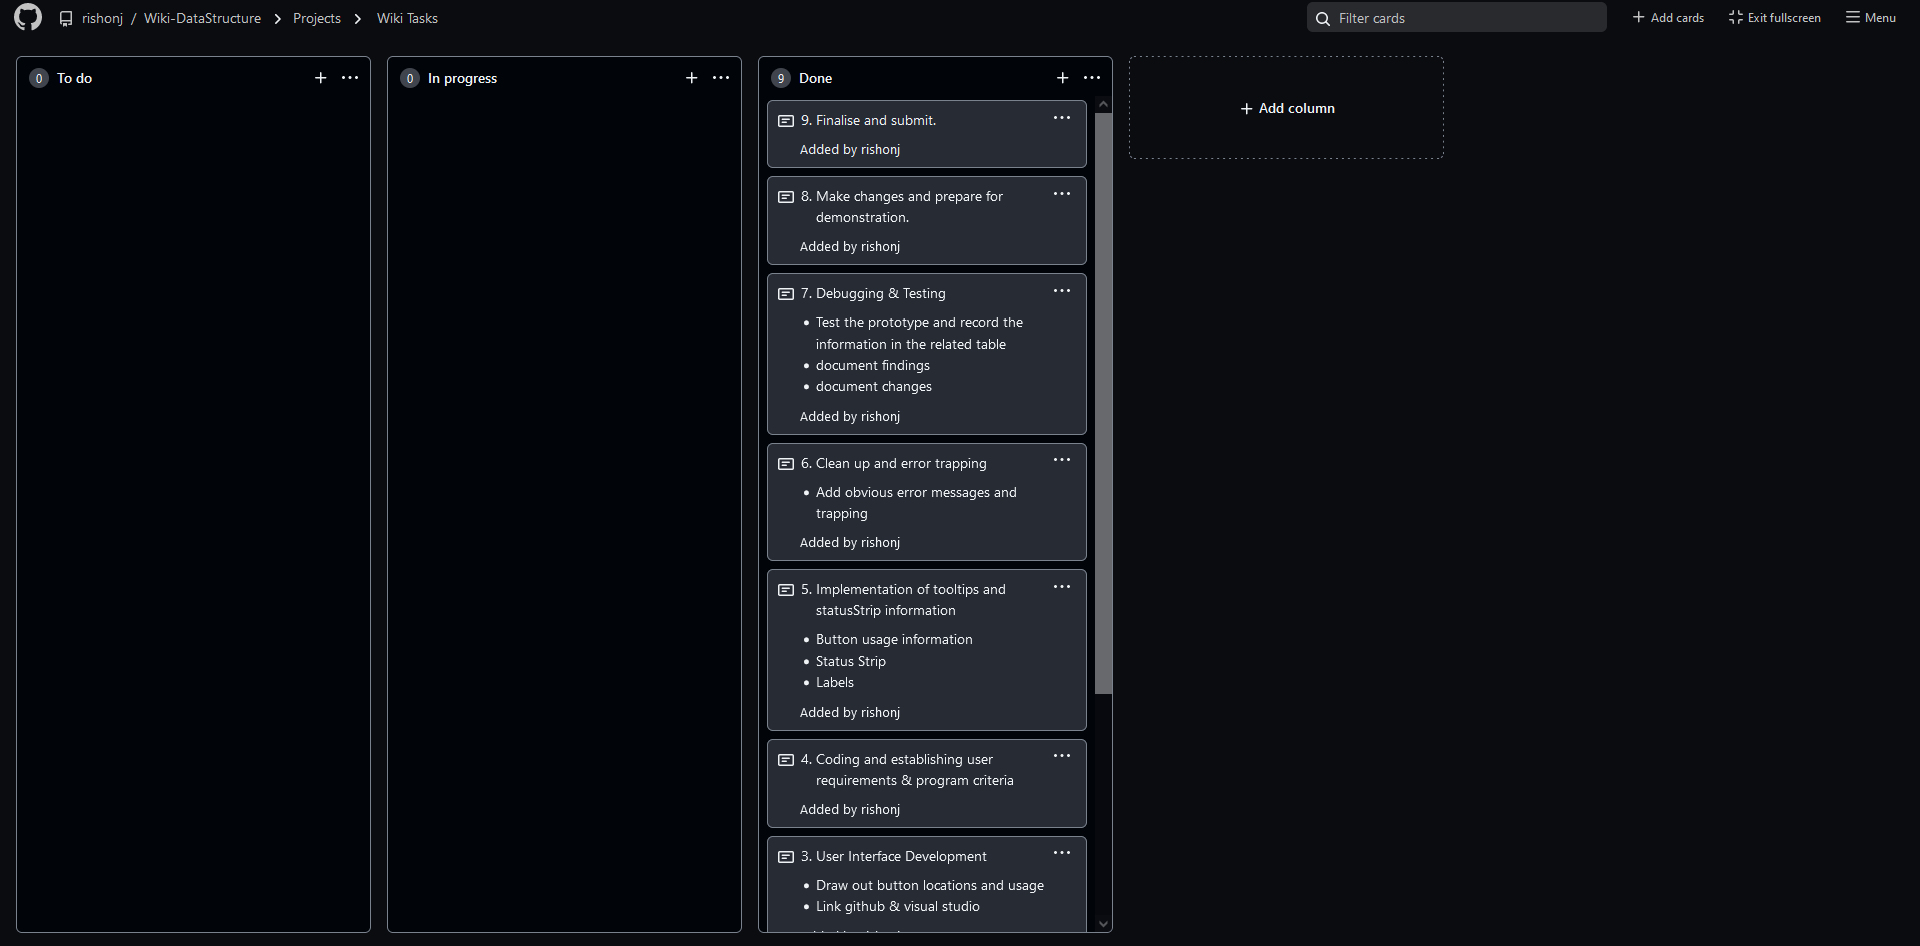 rishonj / Wiki-DataStructure > Projects > Wiki Tasks
Filter cards
+ Add cards
Exit fullscreen
Menu
0 To do + ...
0 In progress + ...
9 Done + ...
+ Add column
9. Finalise and submit. ...
Added by rishonj
8. Make changes and prepare for ...
demonstration.
Added by rishonj
7. Debugging & Testing ...
• Test the prototype and record the
information in the related table
• document findings
• document changes
Added by rishonj
6. Clean up and error trapping ...
• Add obvious error messages and
trapping
Added by rishonj
5. Implementation of tooltips and ...
statusStrip information
• Button usage information
• Status Strip
• Labels
Added by rishonj
4. Coding and establishing user ...
requirements & program criteria
Added by rishonj
3. User Interface Development ...
• Draw out button locations and usage
• Link github & visual studio